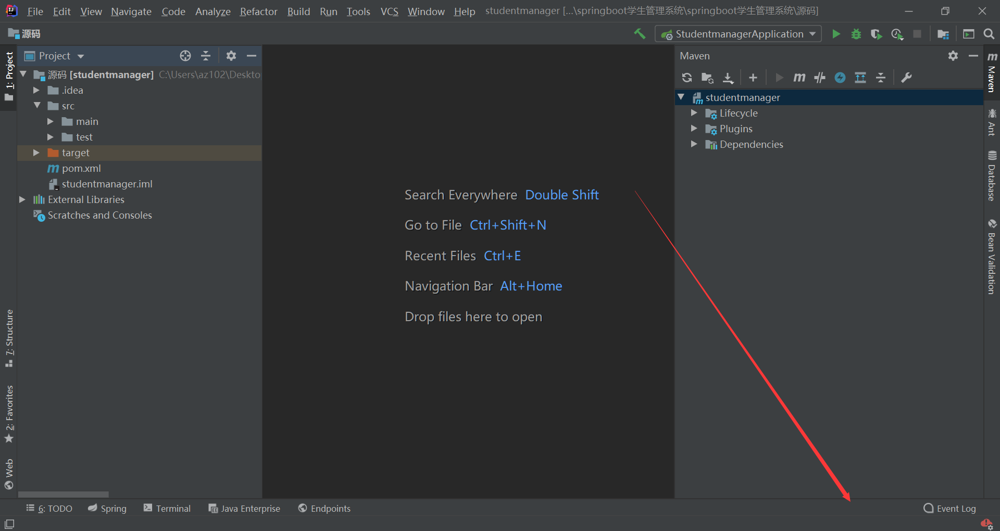 File Edit View Navigate Code Analyze Refactor Build Run Tools VCS Window Help studentmanager [...\springboot学生管理系统\springboot学生管理系统\源码]
源码
StudentmanagerApplication
1: Project
Project
源码 [studentmanager] C:\Users\az102\Deskto
.idea
src
main
test
target
pom.xml
studentmanager.iml
External Libraries
Scratches and Consoles
7: Structure
2: Favorites
Web
Search Everywhere Double Shift
Go to File Ctrl+Shift+N
Recent Files Ctrl+E
Navigation Bar Alt+Home
Drop files here to open
Maven
studentmanager
Lifecycle
Plugins
Dependencies
Maven
Ant
Database
Bean Validation
6: TODO Spring Terminal Java Enterprise Endpoints Event Log